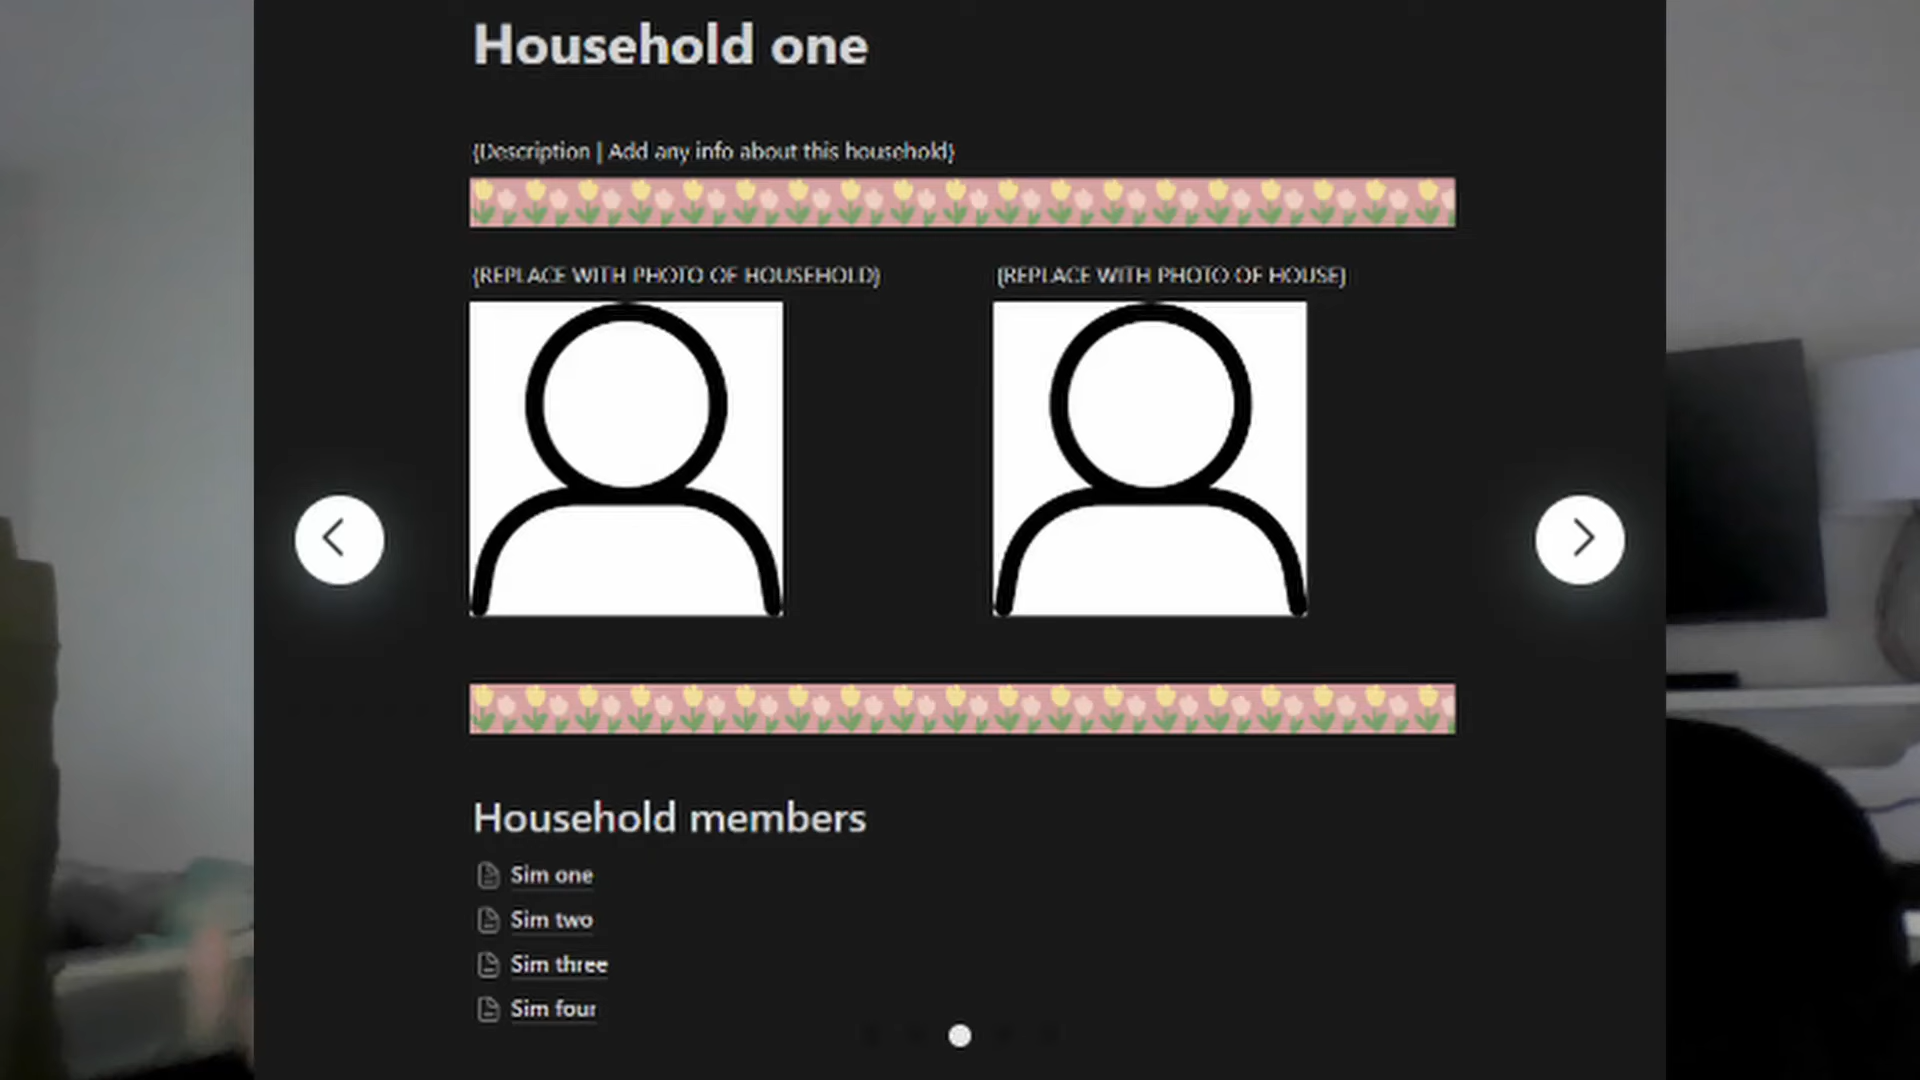 Household one
{Description | Add any info about this household}
{REPLACE WITH PHOTO OF HOUSEHOLD}
{REPLACE WITH PHOTO OF HOUSE}
Household members
Sim one
Sim two
Sim three
Sim four